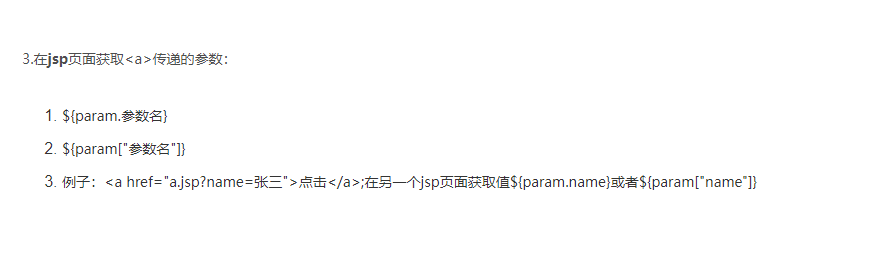 3.在jsp页面获取<a>传递的参数：
1. ${param.参数名}
2. ${param["参数名"]}
3. 例子：<a href="a.jsp?name=张三">点击</a>;在另一个jsp页面获取值${param.name}或者${param["name"]}